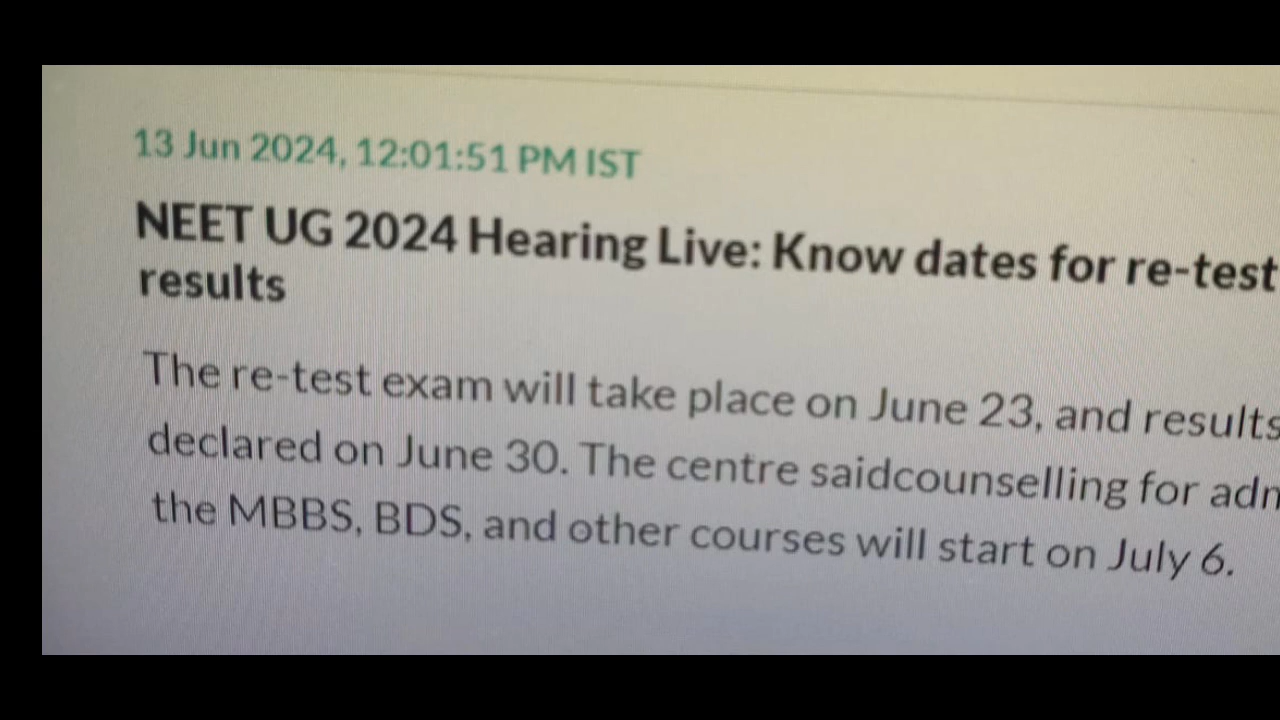 13 Jun 2024, 12:01:51 PM IST
NEET UG 2024 Hearing Live: Know dates for re-test
results
The re-test exam will take place on June 23, and results
declared on June 30. The centre saidcounselling for
the MBBS, BDS, and other courses will start on July 6.